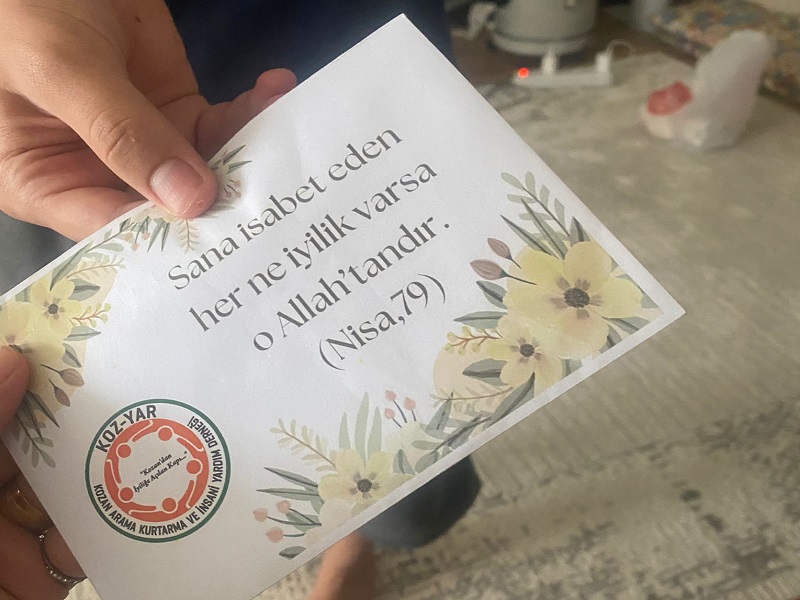 Sana isabet eden
her ne iyilik varsa
o Allah'tandır.
(Nisa,79)
KOZ-YAR
KOZAN ARAMA KURTARMA VE İNSANİ YARDIM DERNEĞİ
"Kozan'dan
İyiliğe Açılan Kapı..."